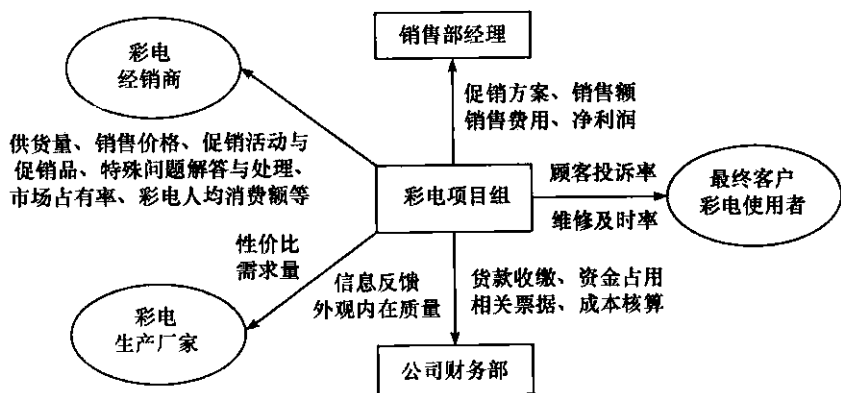 彩电
经销商
销售部经理
促销方案、销售额
销售费用、净利润
供货量、销售价格、促销活动与
促销品、特殊问题解答与处理、
市场占有率、彩电人均消费额等
彩电项目组
顾客投诉率
维修及时率
最终客户
彩电使用者
性价比
需求量
信息反馈
外观内在质量
货款收缴、资金占用
相关票据、成本核算
彩电
生产厂家
公司财务部